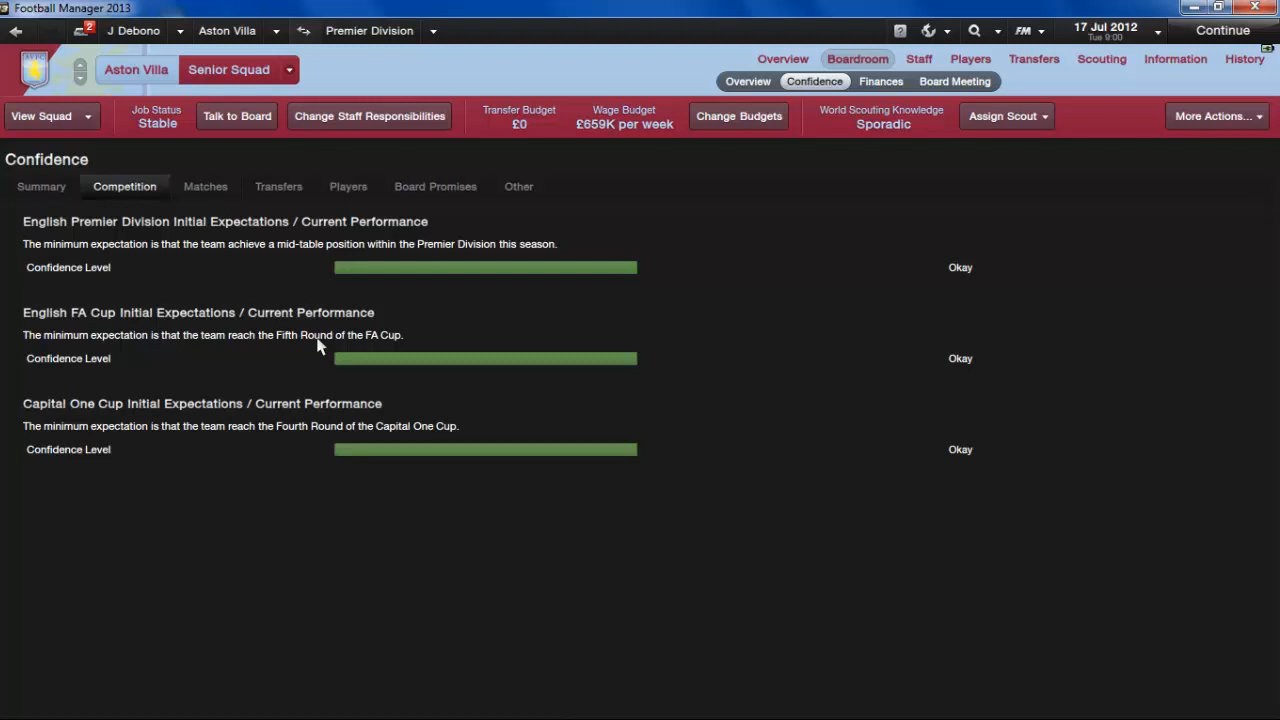 Football Manager 2013
2 J Debono Aston Villa Premier Division FM 17 Jul 2012 Continue
Tue 9:00
Aston Villa Senior Squad Overview Boardroom Staff Players Transfers Scouting Information History
Overview Confidence Finances Board Meeting
View Squad Job Status Talk to Board Change Staff Responsibilities Transfer Budget Wage Budget Change Budgets World Scouting Knowledge Assign Scout More Actions...
Stable £0 £659K per week Sporadic
Confidence
Summary Competition Matches Transfers Players Board Promises Other
English Premier Division Initial Expectations / Current Performance
The minimum expectation is that the team achieve a mid-table position within the Premier Division this season.
Confidence Level Okay
English FA Cup Initial Expectations / Current Performance
The minimum expectation is that the team reach the Fifth Round of the FA Cup.
Confidence Level Okay
Capital One Cup Initial Expectations / Current Performance
The minimum expectation is that the team reach the Fourth Round of the Capital One Cup.
Confidence Level Okay